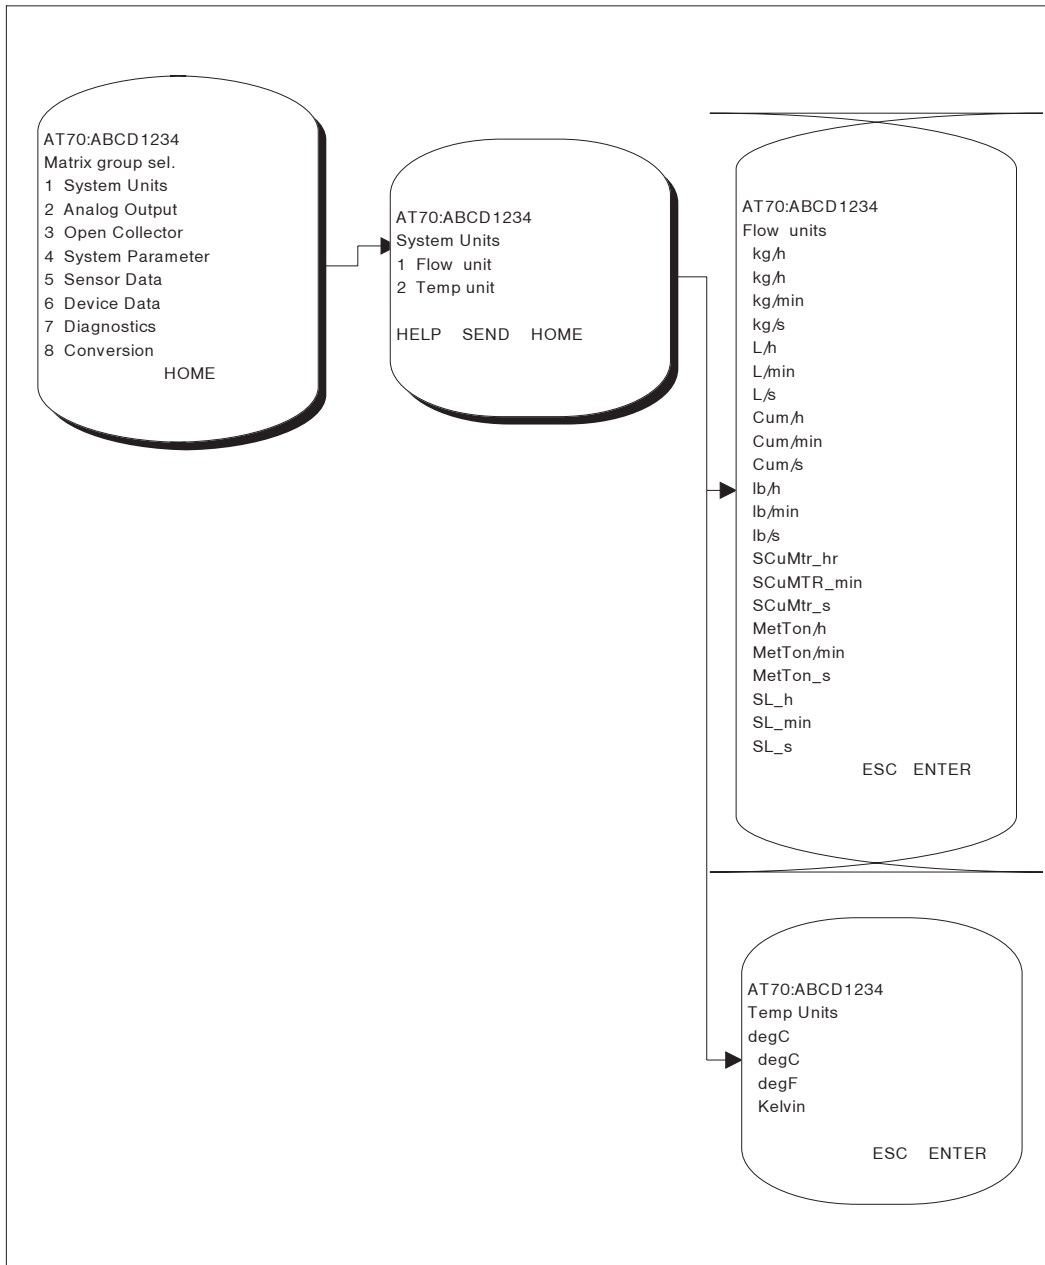 AT70:ABCD1234
Matrix group sel.
1 System Units
2 Analog Output
3 Open Collector
4 System Parameter
5 Sensor Data
6 Device Data
7 Diagnostics
8 Conversion
HOME
AT70:ABCD1234
System Units
1 Flow unit
2 Temp unit
HELP SEND HOME
AT70:ABCD1234
Flow units
kg/h
kg/h
kg/min
kg/s
L/h
L/min
L/s
Cum/h
Cum/min
Cum/s
lb/h
lb/min
lb/s
SCuMtr_hr
SCuMTR_min
SCuMtr_s
MetTon/h
MetTon/min
MetTon_s
SL_h
SL_min
SL_s
ESC ENTER
AT70:ABCD1234
Temp Units
degC
degC
degF
Kelvin
ESC ENTER